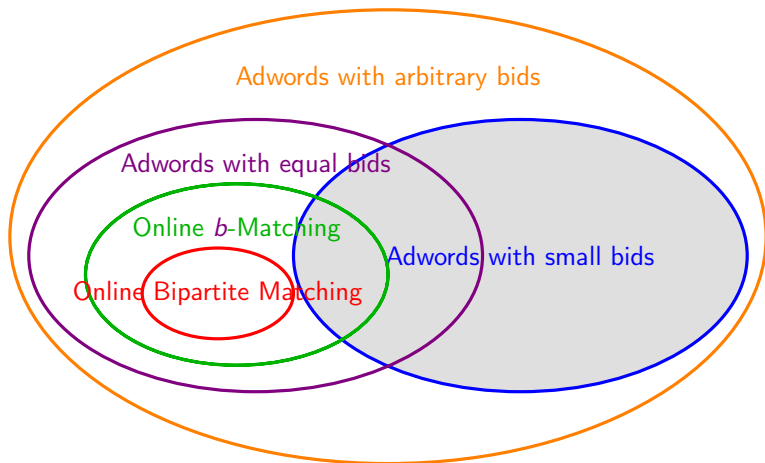 Adwords with arbitrary bids
Adwords with equal bids
Online b-Matching
Adwords with small bids
Online Bipartite Matching